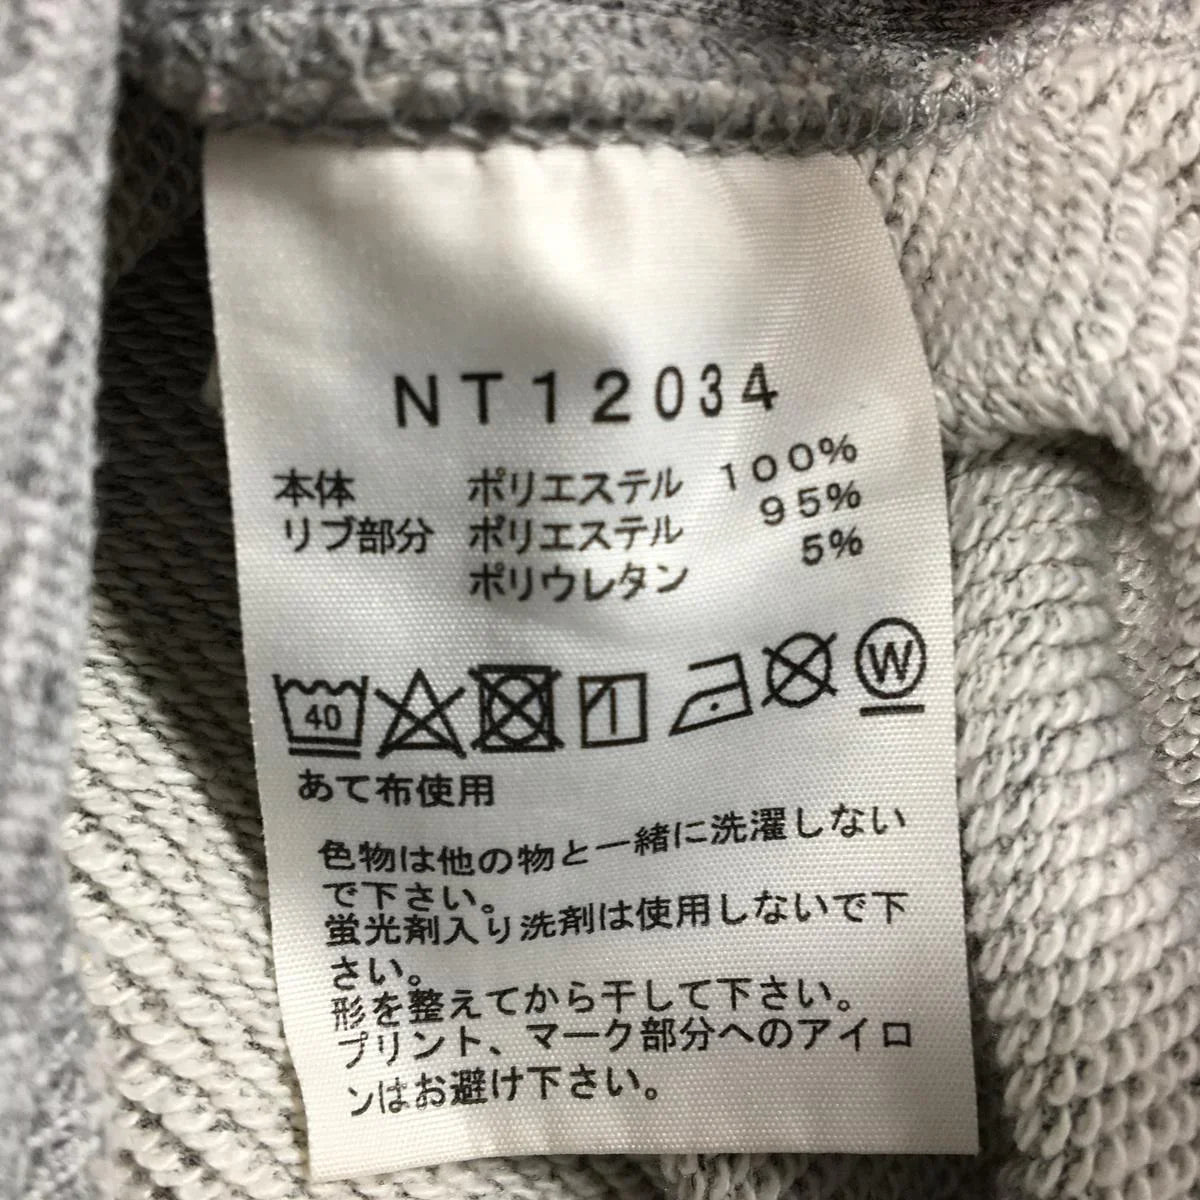 NT12034
本体 ポリエステル 100%
リブ部分 ポリエステル 95%
ポリウレタン 5%
40 W
あて布使用
色物は他の物と一緒に洗濯しない
で下さい。
蛍光剤入り洗剤は使用しないで下
さい。
形を整えてから干して下さい。
プリント、マーク部分へのアイロ
ンはお避け下さい。